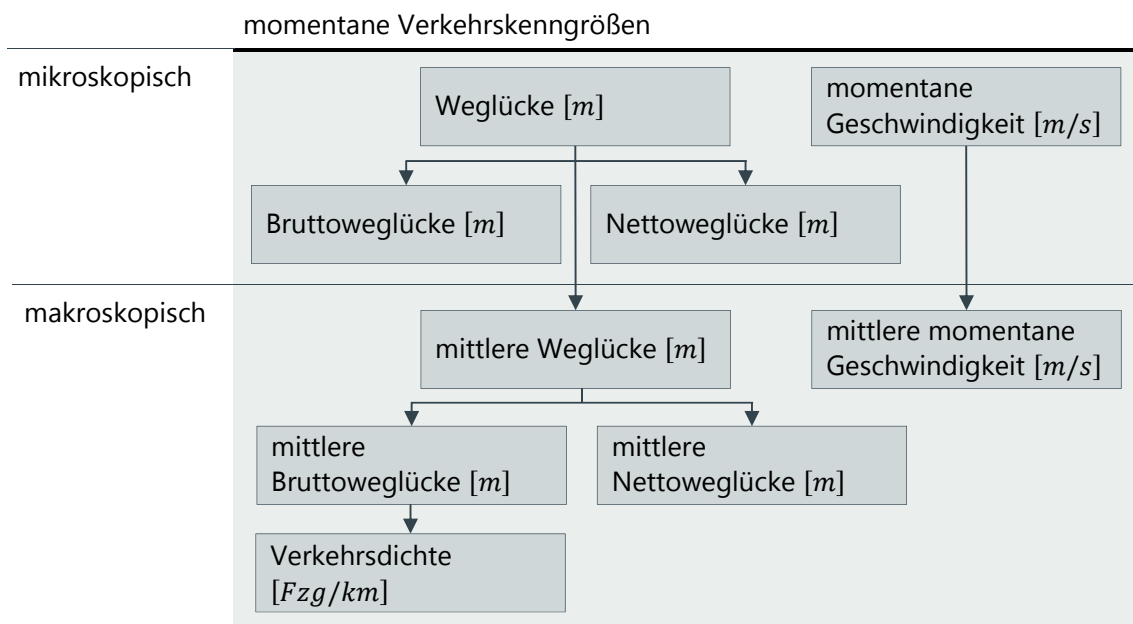 momentane Verkehrskenngrößen
mikroskopisch
Weglücke [m]
momentane
Geschwindigkeit [m/s]
Bruttoweglücke [m]
Nettoweglücke [m]
makroskopisch
mittlere Weglücke [m]
mittlere momentane
Geschwindigkeit [m/s]
mittlere
Bruttoweglücke [m]
mittlere
Nettoweglücke [m]
Verkehrsdichte
[Fzg/km]